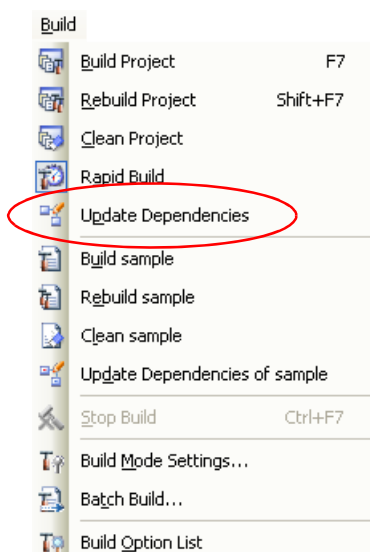 Build
Build Project F7
Rebuild Project Shift+F7
Clean Project
Rapid Build
Update Dependencies
Build sample
Rebuild sample
Clean sample
Update Dependencies of sample
Stop Build Ctrl+F7
Build Mode Settings...
Batch Build...
Build Option List